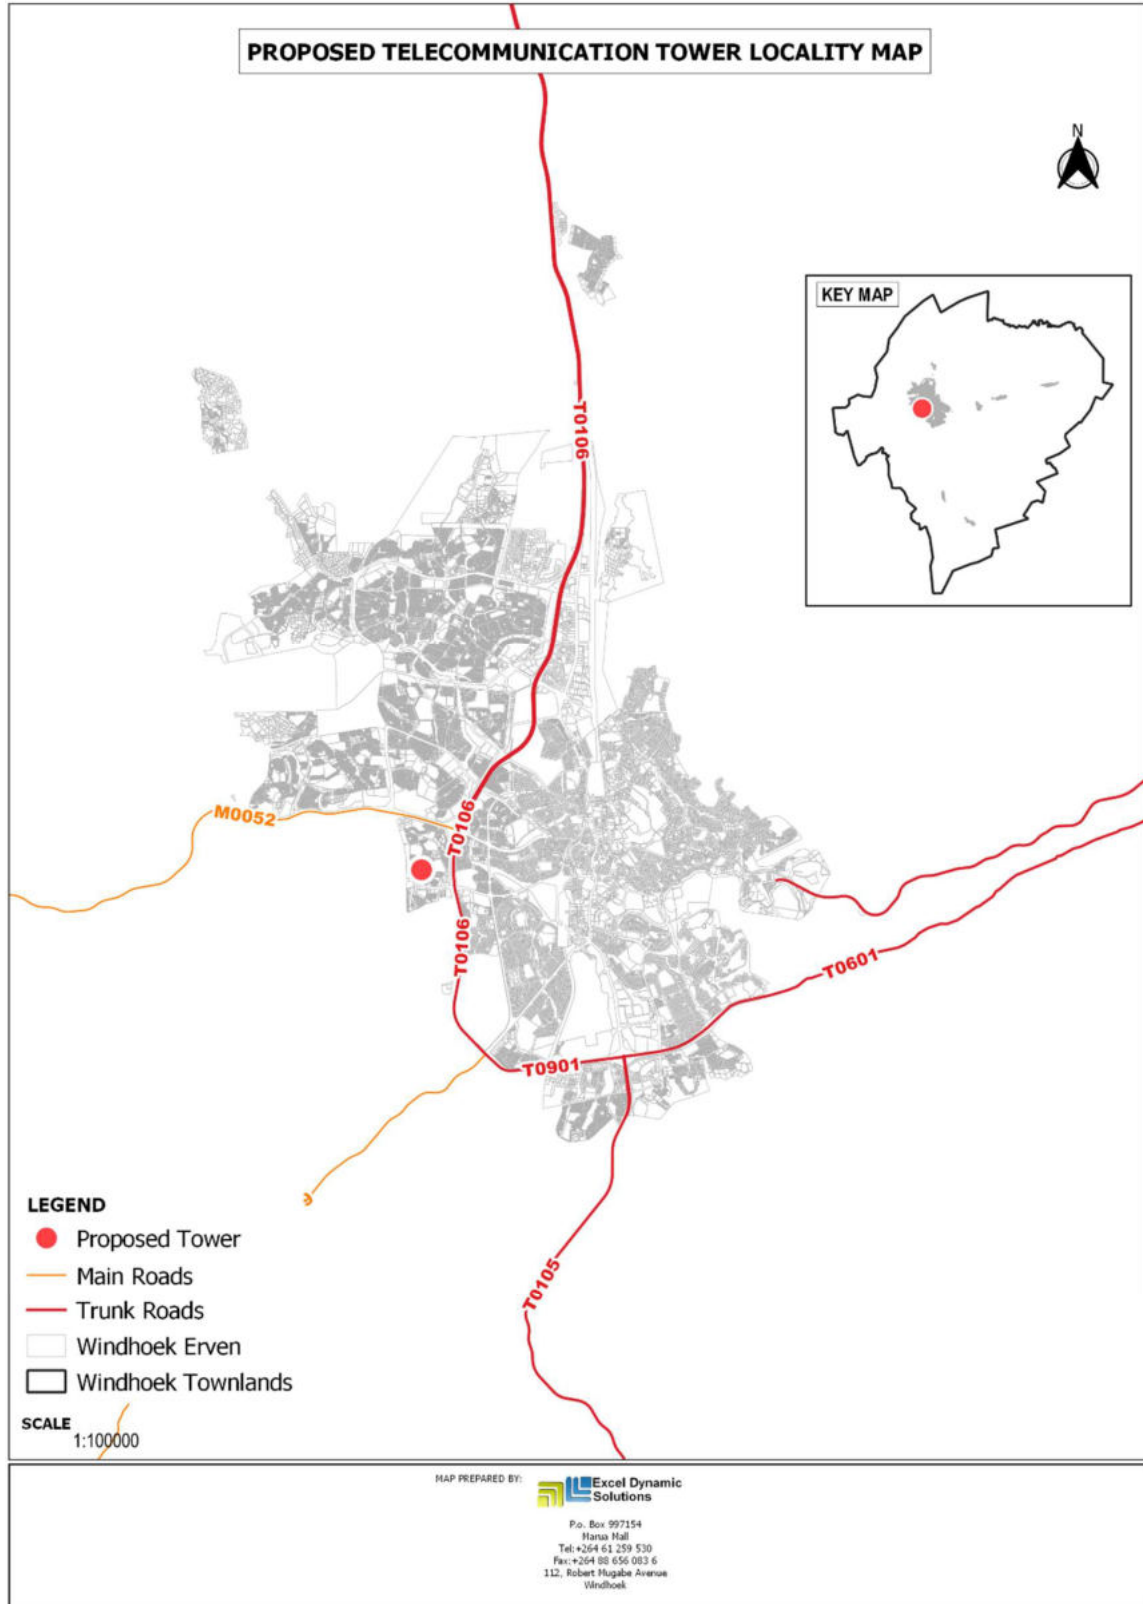 PROPOSED TELECOMMUNICATION TOWER LOCALITY MAP
N
KEY MAP
T0106
M0052
T0106
T0106
T0601
T0901
T0105
LEGEND
Proposed Tower
Main Roads
Trunk Roads
Windhoek Erven
Windhoek Townlands
SCALE
1:100000
MAP PREPARED BY:
Excel Dynamic
Solutions
P.o. Box 997154
Marua Mall
Tel:+264 61 259 530
Fax:+264 88 656 083 6
112, Robert Mugabe Avenue
Windhoek